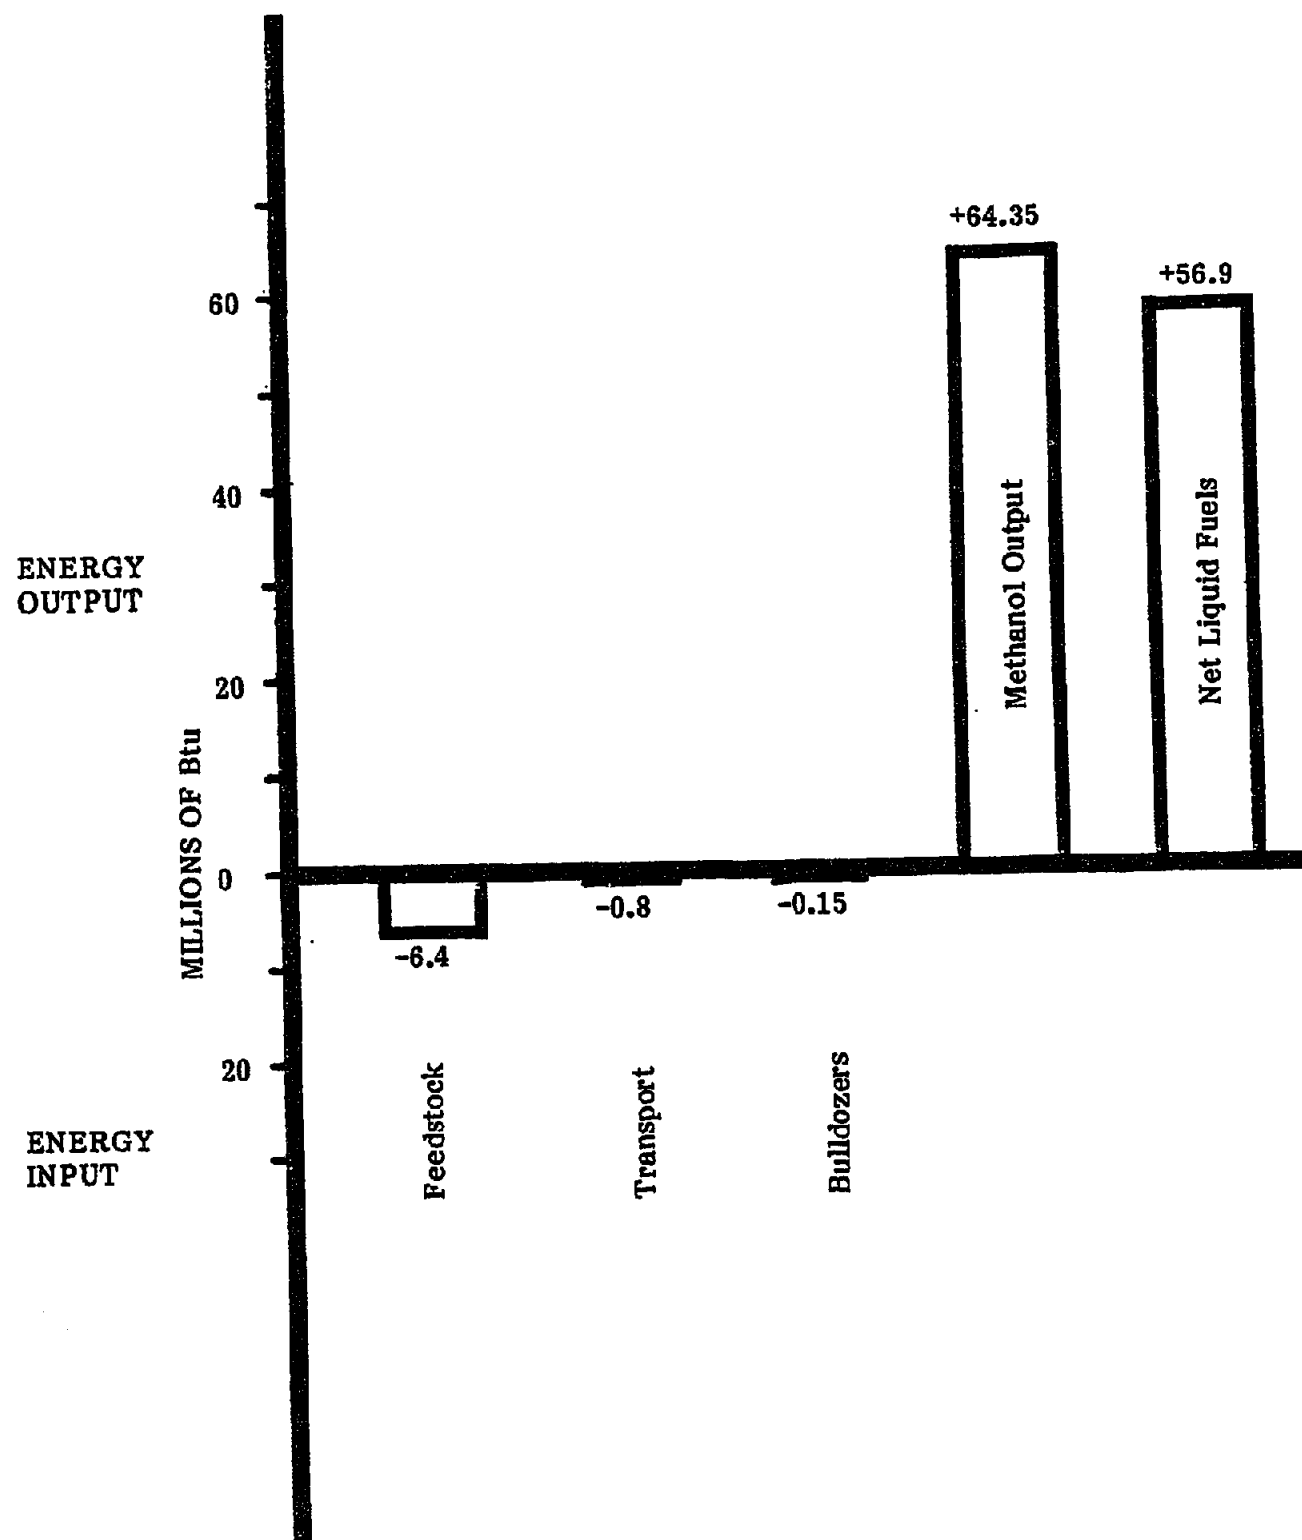 +64.35
+56.9
60
40
ENERGY
OUTPUT
20
MILLIONS OF Btu
0
Methanol Output
Net Liquid Fuels
-6.4
-0.8
-0.15
20
ENERGY
INPUT
Feedstock
Transport
Bulldozers